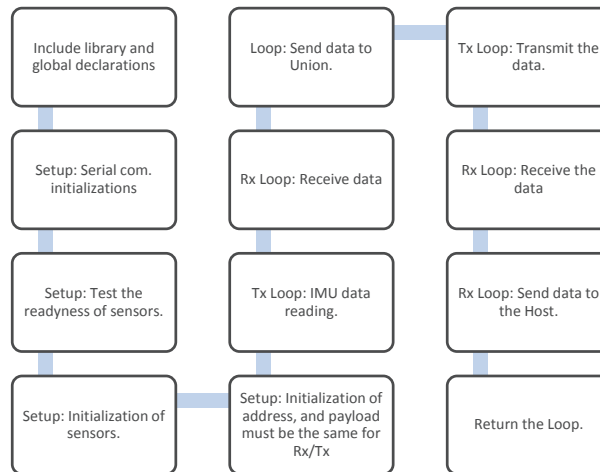 Include library and
global declarations
Setup: Serial com.
initializations
Setup: Test the
readyness of sensors.
Setup: Initialization of
sensors.
Setup: Initialization of
address, and payload
must be the same for
Rx/Tx
Tx Loop: IMU data
reading.
Rx Loop: Receive data
Loop: Send data to
Union.
Tx Loop: Transmit the
data.
Rx Loop: Receive the
data
Rx Loop: Send data to
the Host.
Return the Loop.